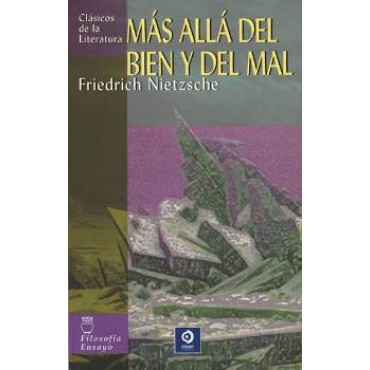 Clásicos
de la
Literatura
MÁS ALLÁ DEL
BIEN Y DEL MAL
Friedrich Nietzsche
Filosofía
Ensayo